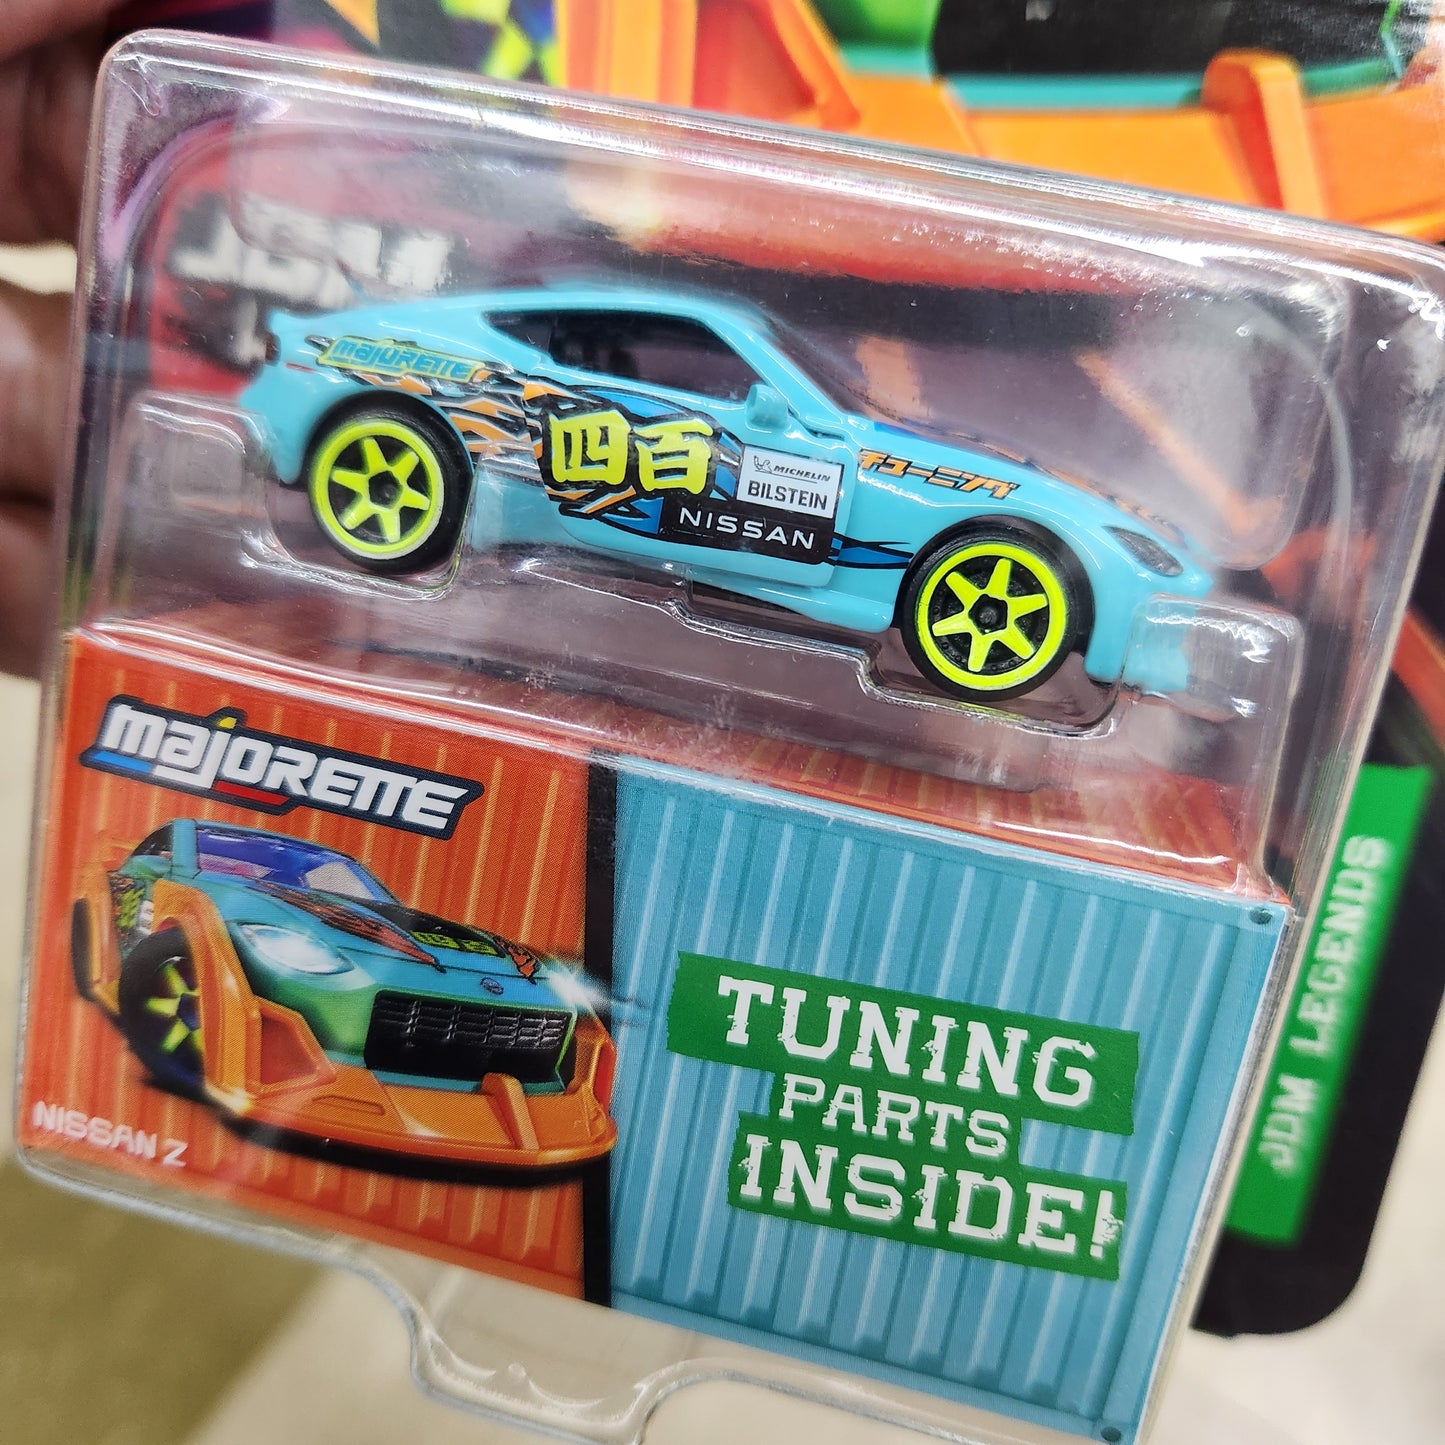 JDM
majORETTE
四百
MICHELIN
BILSTEIN
NISSAN
チューニング
majORETTE
NISSAN Z
TUNING
PARTS
INSIDE!
JDM LEGENDS